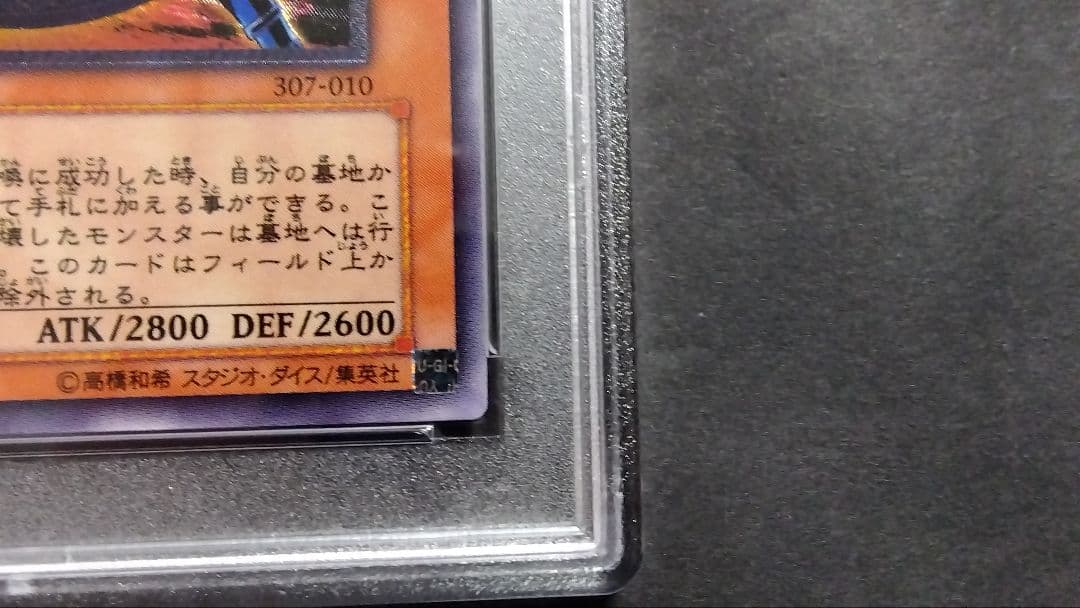 307-010
喚に成功した時、自分の墓地か
て手札に加える事ができる。こ
壊したモンスターは墓地へは行
。このカードはフィールド上か
除外される。
ATK/2800 DEF/2600
©高橋和希 スタジオ・ダイス/集英社